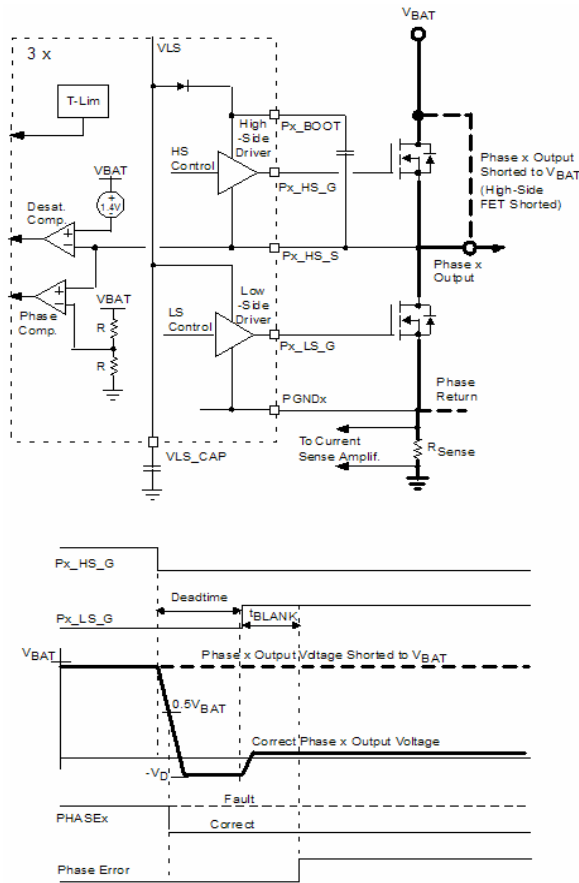 VBAT
3 x
VLS
T-Lim
High
-Side
Driver
Px_BOOT
HS
Control
Px_HS_G
Phase x Output
Shorted to VBAT
(High-Side
FET Shorted)
VBAT
+
1.4V
-
Desat.
Comp.
+
-
Px_HS_S
Phase x
Output
Phase
Comp.
+
-
VBAT
R
R
Low
-Side
Driver
LS
Control
Px_LS_G
PGNDx
Phase
Return
To Current
Sense Amplif.
RSense
VLS_CAP
Px_HS_G
Deadtime
Px_LS_G
tBLANK
VBAT
Phase x Output Voltage Shorted to VBAT
0.5VBAT
Correct Phase x Output Voltage
-VD
Fault
PHASEx
Correct
Phase Error